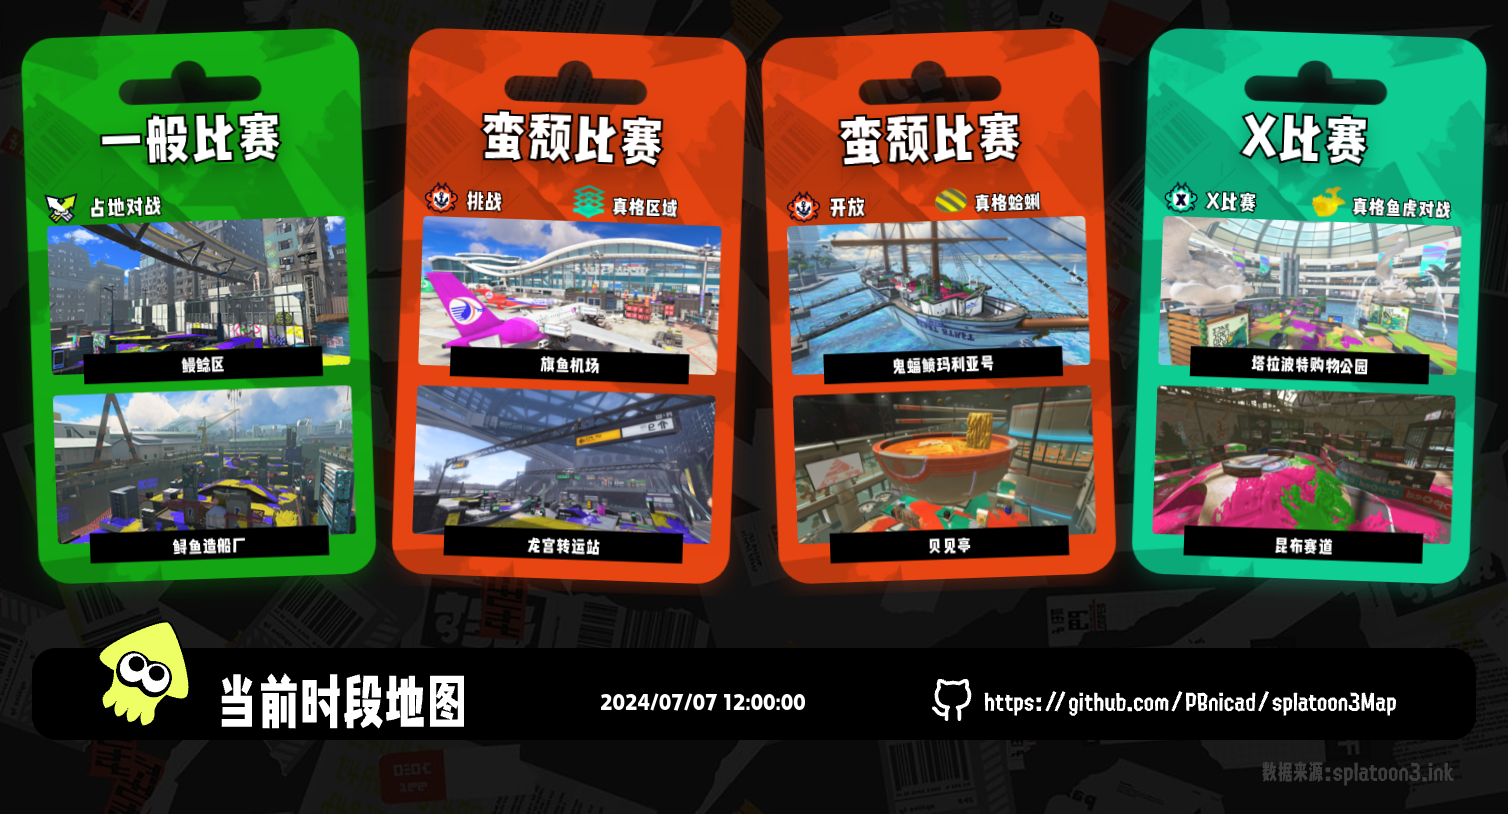 一般比赛
占地对战
鳗鲶区
鲟鱼造船厂
蛮颓比赛
挑战
真格区域
旗鱼机场
龙宫转运站
蛮颓比赛
开放
真格蛤蜊
鬼蝠鲼玛利亚号
贝见亭
X比赛
X比赛
真格鱼虎对战
塔拉波特购物公园
昆布赛道
当前时段地图
2024/07/07 12:00:00
https://github.com/PBnicad/splatoon3Map
数据来源:splatoon3.ink